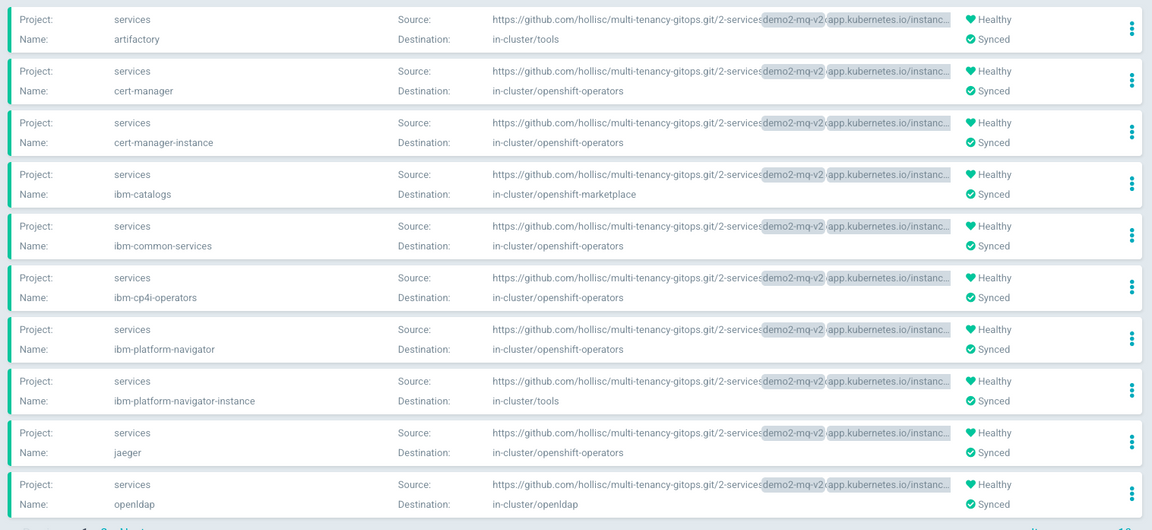 Project: services Source: https://github.com/hollisc/multi-tenancy-gitops.git/2-services demo2-mq-v2 app.kubernetes.io/instanc... Healthy
Name: artifactory Destination: in-cluster/tools Synced
Project: services Source: https://github.com/hollisc/multi-tenancy-gitops.git/2-services demo2-mq-v2 app.kubernetes.io/instanc... Healthy
Name: cert-manager Destination: in-cluster/openshift-operators Synced
Project: services Source: https://github.com/hollisc/multi-tenancy-gitops.git/2-services demo2-mq-v2 app.kubernetes.io/instanc... Healthy
Name: cert-manager-instance Destination: in-cluster/openshift-operators Synced
Project: services Source: https://github.com/hollisc/multi-tenancy-gitops.git/2-services demo2-mq-v2 app.kubernetes.io/instanc... Healthy
Name: ibm-catalogs Destination: in-cluster/openshift-marketplace Synced
Project: services Source: https://github.com/hollisc/multi-tenancy-gitops.git/2-services demo2-mq-v2 app.kubernetes.io/instanc... Healthy
Name: ibm-common-services Destination: in-cluster/openshift-operators Synced
Project: services Source: https://github.com/hollisc/multi-tenancy-gitops.git/2-services demo2-mq-v2 app.kubernetes.io/instanc... Healthy
Name: ibm-cp4i-operators Destination: in-cluster/openshift-operators Synced
Project: services Source: https://github.com/hollisc/multi-tenancy-gitops.git/2-services demo2-mq-v2 app.kubernetes.io/instanc... Healthy
Name: ibm-platform-navigator Destination: in-cluster/openshift-operators Synced
Project: services Source: https://github.com/hollisc/multi-tenancy-gitops.git/2-services demo2-mq-v2 app.kubernetes.io/instanc... Healthy
Name: ibm-platform-navigator-instance Destination: in-cluster/tools Synced
Project: services Source: https://github.com/hollisc/multi-tenancy-gitops.git/2-services demo2-mq-v2 app.kubernetes.io/instanc... Healthy
Name: jaeger Destination: in-cluster/openshift-operators Synced
Project: services Source: https://github.com/hollisc/multi-tenancy-gitops.git/2-services demo2-mq-v2 app.kubernetes.io/instanc... Healthy
Name: openldap Destination: in-cluster/openldap Synced